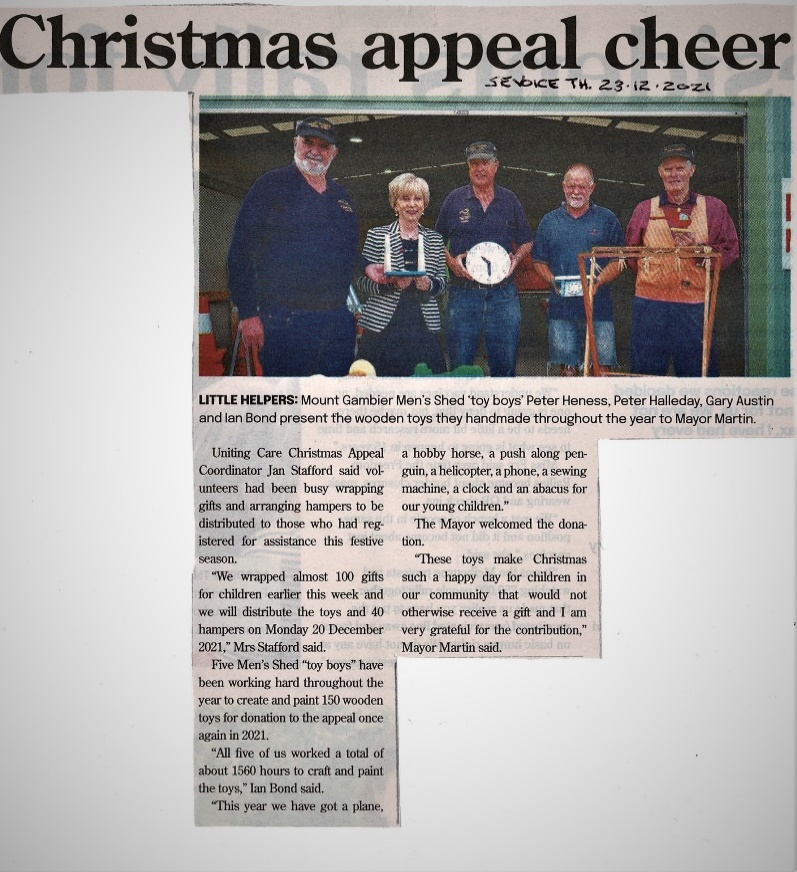 Christmas appeal cheer
SEVOICE TH. 23.12.2021
LITTLE HELPERS: Mount Gambier Men's Shed 'toy boys' Peter Heness, Peter Halleday, Gary Austin
and Ian Bond present the wooden toys they handmade throughout the year to Mayor Martin.
Uniting Care Christmas Appeal
Coordinator Jan Stafford said vol-
unteers had been busy wrapping
gifts and arranging hampers to be
distributed to those who had reg-
istered for assistance this festive
season.
"We wrapped almost 100 gifts
for children earlier this week and
we will distribute the toys and 40
hampers on Monday 20 December
2021," Mrs Stafford said.
Five Men's Shed "toy boys" have
been working hard throughout the
year to create and paint 150 wooden
toys for donation to the appeal once
again in 2021.
"All five of us worked a total of
about 1560 hours to craft and paint
the toys," Ian Bond said.
"This year we have got a plane,
a hobby horse, a push along pen-
guin, a helicopter, a phone, a sewing
machine, a clock and an abacus for
our young children."
The Mayor welcomed the dona-
tion.
"These toys make Christmas
such a happy day for children in
our community that would not
otherwise receive a gift and I am
very grateful for the contribution,"
Mayor Martin said.